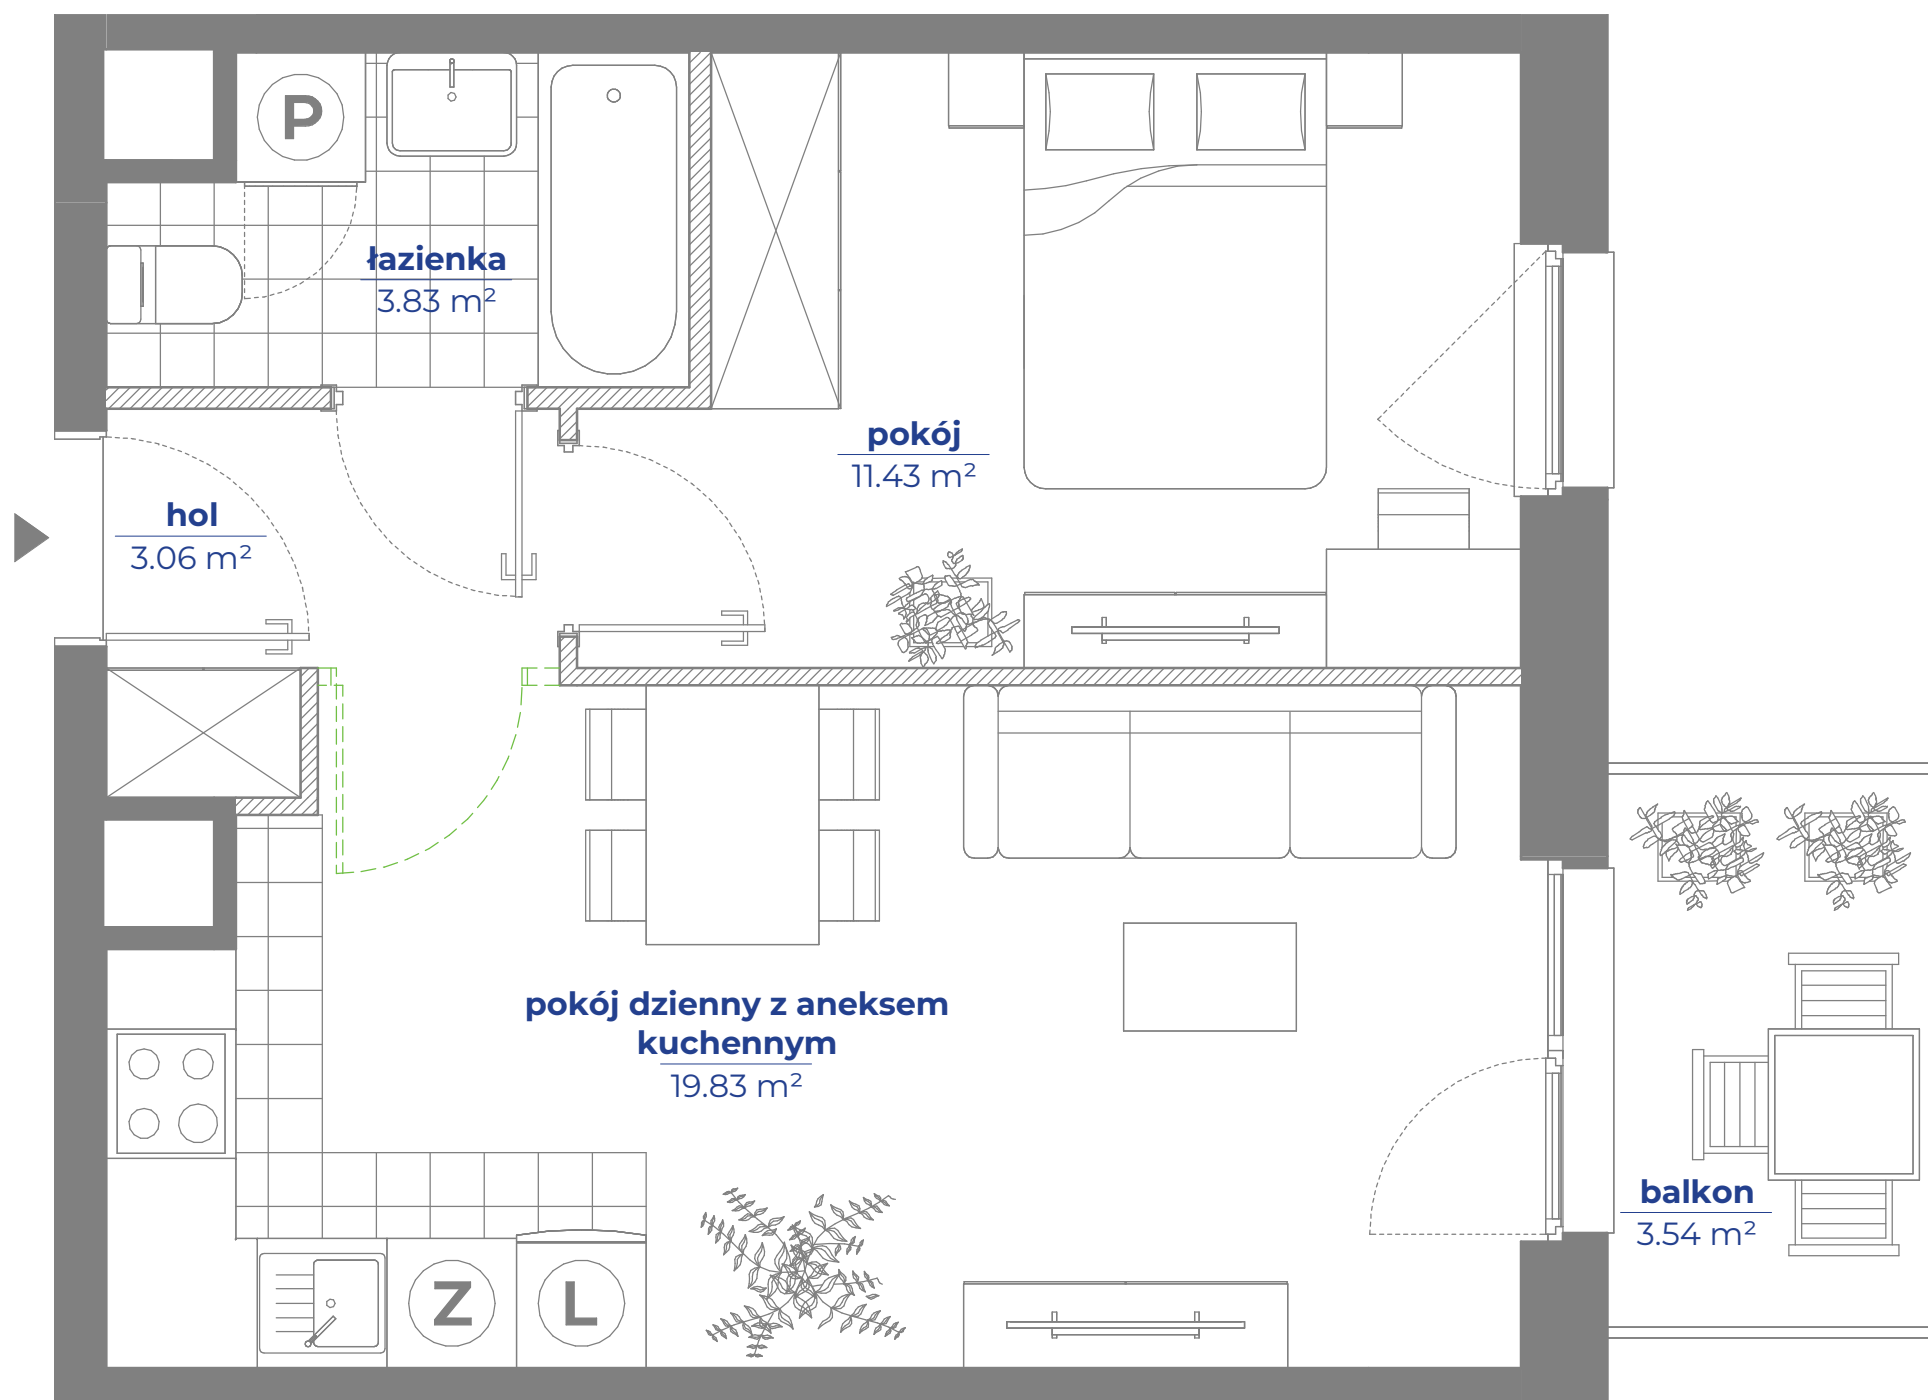 P
łazienka
3.83 m²
pokój
11.43 m²
hol
3.06 m²
pokój dzienny z aneksem
kuchennym
19.83 m²
balkon
3.54 m²
Z
L